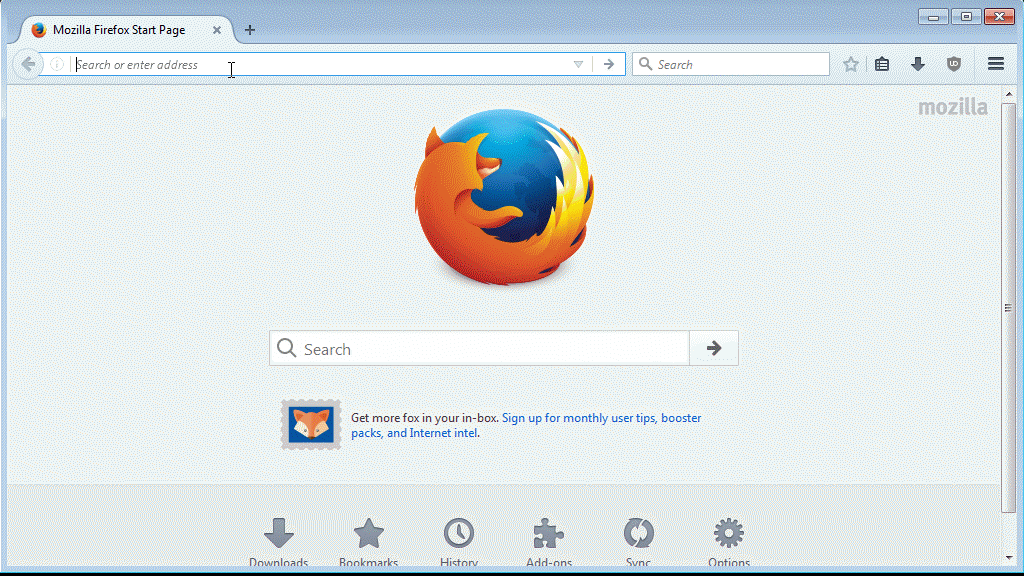 Mozilla Firefox Start Page
Search or enter address
Search
mozilla
Search
Get more fox in your in-box. Sign up for monthly user tips, booster
packs, and Internet intel.
Downloads Bookmarks History Add-ons Sync Options